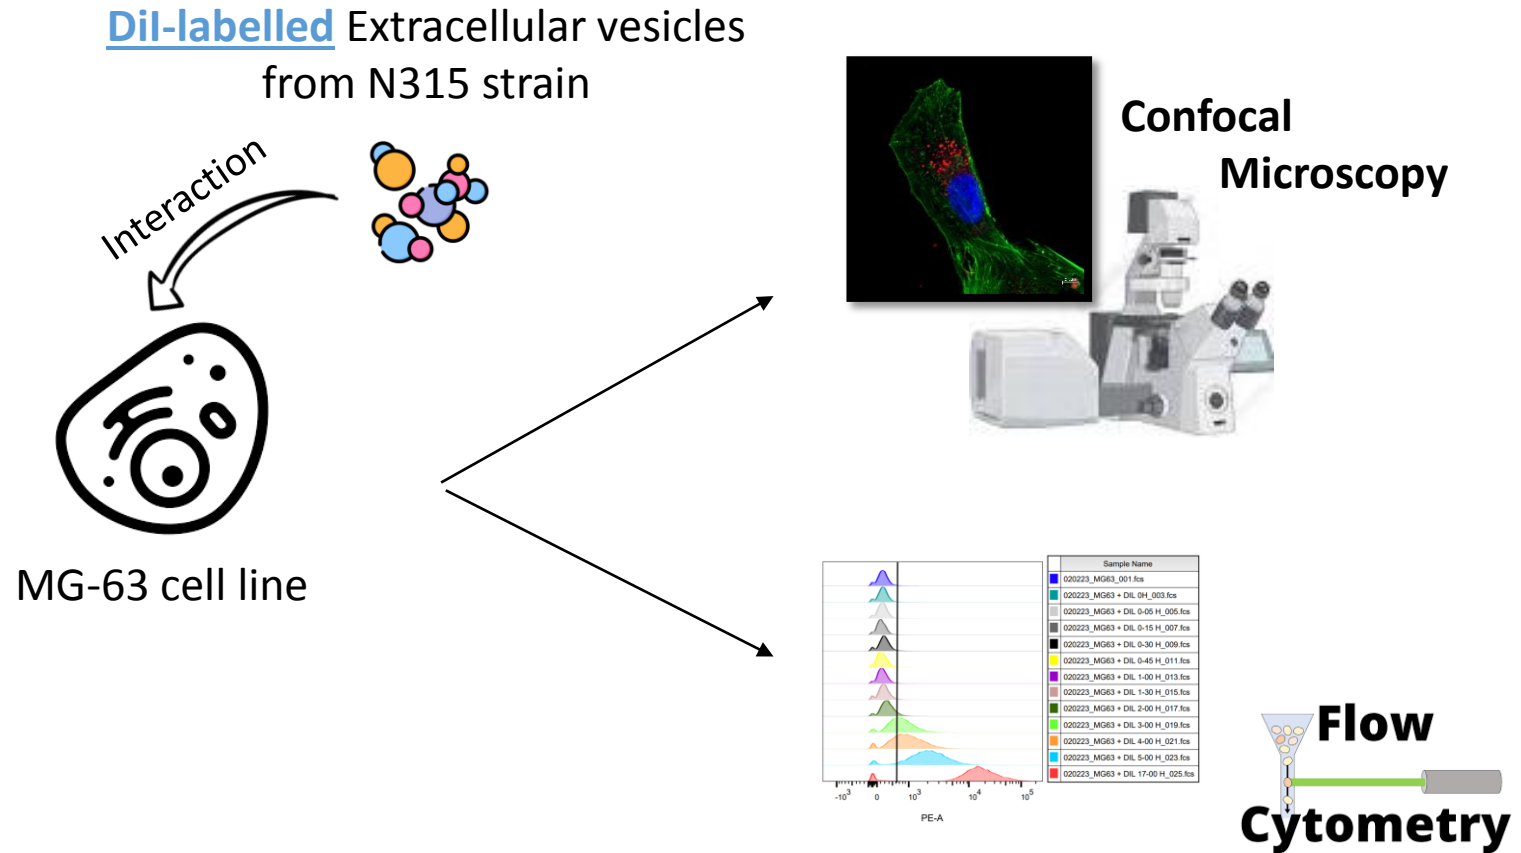 DiI-labelled Extracellular vesicles
from N315 strain
Interaction
MG-63 cell line
Confocal
Microscopy
Sample Name
020223_MG63_001.fcs
020223_MG63 + DIL 0H_003.fcs
020223_MG63 + DIL 0-05 H_005.fcs
020223_MG63 + DIL 0-15 H_007.fcs
020223_MG63 + DIL 0-30 H_009.fcs
020223_MG63 + DIL 0-45 H_011.fcs
020223_MG63 + DIL 1-00 H_013.fcs
020223_MG63 + DIL 1-30 H_015.fcs
020223_MG63 + DIL 2-00 H_017.fcs
020223_MG63 + DIL 3-00 H_019.fcs
020223_MG63 + DIL 4-00 H_021.fcs
020223_MG63 + DIL 5-00 H_023.fcs
020223_MG63 + DIL 17-00 H_025.fcs
-10³ 0 10³ 10⁴ 10⁵
PE-A
Flow
Cytometry